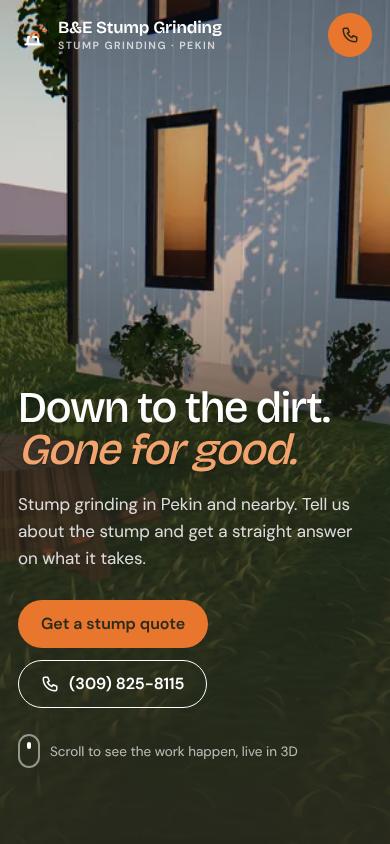 B&E Stump Grinding
STUMP GRINDING · PEKIN
Down to the dirt.
Gone for good.
Stump grinding in Pekin and nearby. Tell us
about the stump and get a straight answer
on what it takes.
Get a stump quote
(309) 825-8115
Scroll to see the work happen, live in 3D